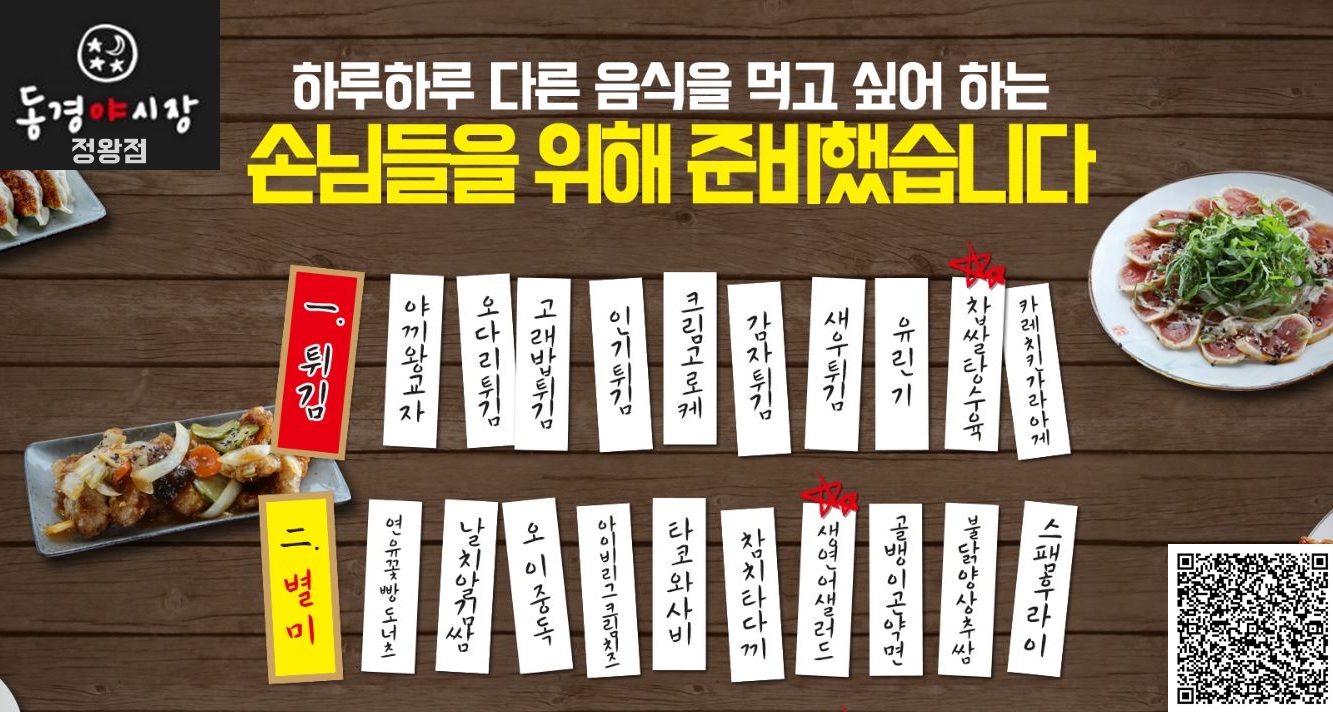 동경야시장
정왕점
하루하루 다른 음식을 먹고 싶어 하는
손님들을 위해 준비했습니다
一. 튀김
야끼왕교자
오다리튀김
고래밥튀김
인기튀김
크림고로케
감자튀김
새우튀김
유린기
찹쌀탕수육
카레치킨가라아게
二. 별미
연유꽃빵도너츠
날치알쌈
오이중독
아이비리그크림치즈
타코와사비
참치타다끼
생연어샐러드
골뱅이곤약면
불닭양상추쌈
스팸후라이